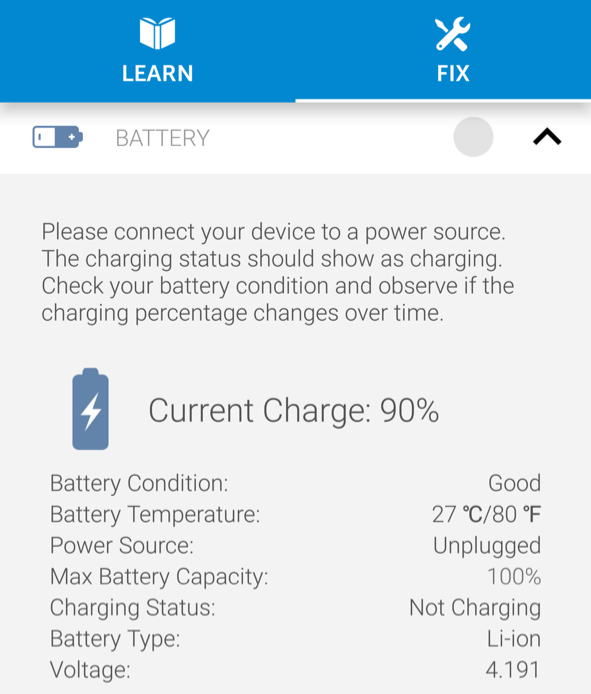 LEARN FIX
BATTERY
Please connect your device to a power source.
The charging status should show as charging.
Check your battery condition and observe if the
charging percentage changes over time.
Current Charge: 90%
Battery Condition: Good
Battery Temperature: 27 ℃/80 ℉
Power Source: Unplugged
Max Battery Capacity: 100%
Charging Status: Not Charging
Battery Type: Li-ion
Voltage: 4.191